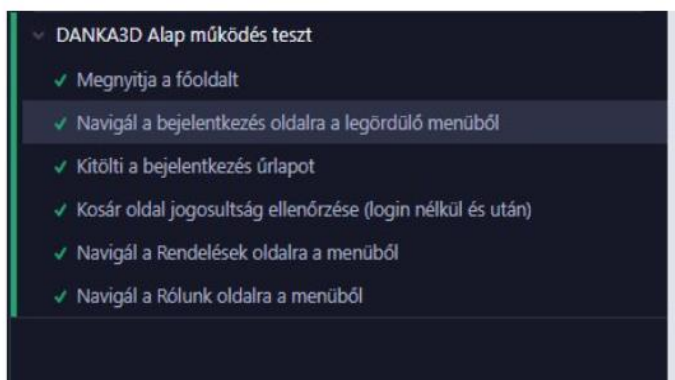 DANKA3D Alap működés teszt
Megnyitja a főoldalt
Navigál a bejelentkezés oldalra a legördülő menüből
Kitölti a bejelentkezés űrlapot
Kosár oldal jogosultság ellenőrzése (login nélkül és után)
Navigál a Rendelések oldalra a menüből
Navigál a Rólunk oldalra a menüből